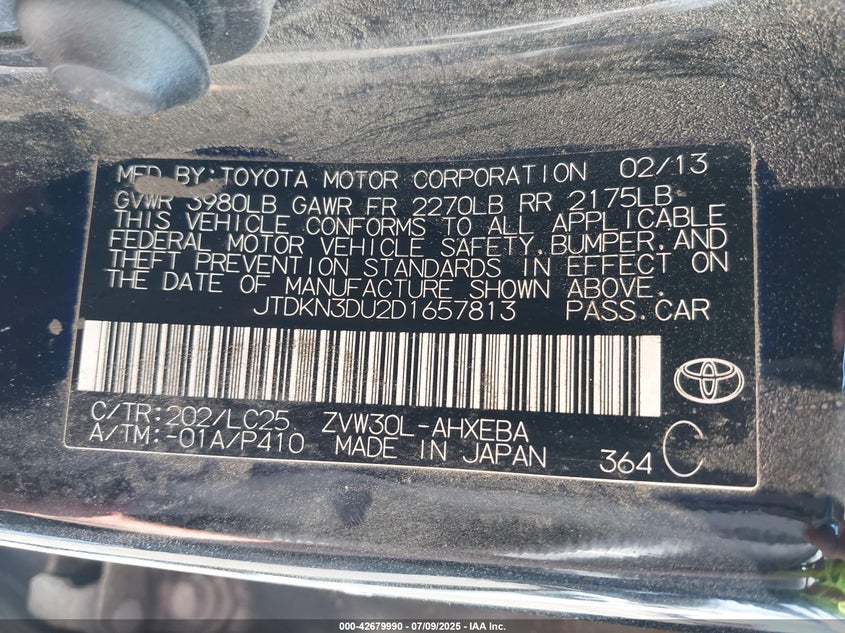 MFD BY:TOYOTA MOTOR CORPORATION 02/13
GVWR 3980LB GAWR FR 2270LB RR 2175LB
THIS VEHICLE CONFORMS TO ALL APPLICABLE
FEDERAL MOTOR VEHICLE SAFETY,BUMPER,AND
THEFT PREVENTION STANDARDS IN EFFECT ON
THE DATE OF MANUFACTURE SHOWN ABOVE.
JTDKN3DU2D1657813 PASS.CAR
C/TR:202/LC25 ZVW30L-AHXEBA
A/TM:-01A/P410 MADE IN JAPAN 364 C
000-42679990 - 07/09/2025 - IAA Inc.